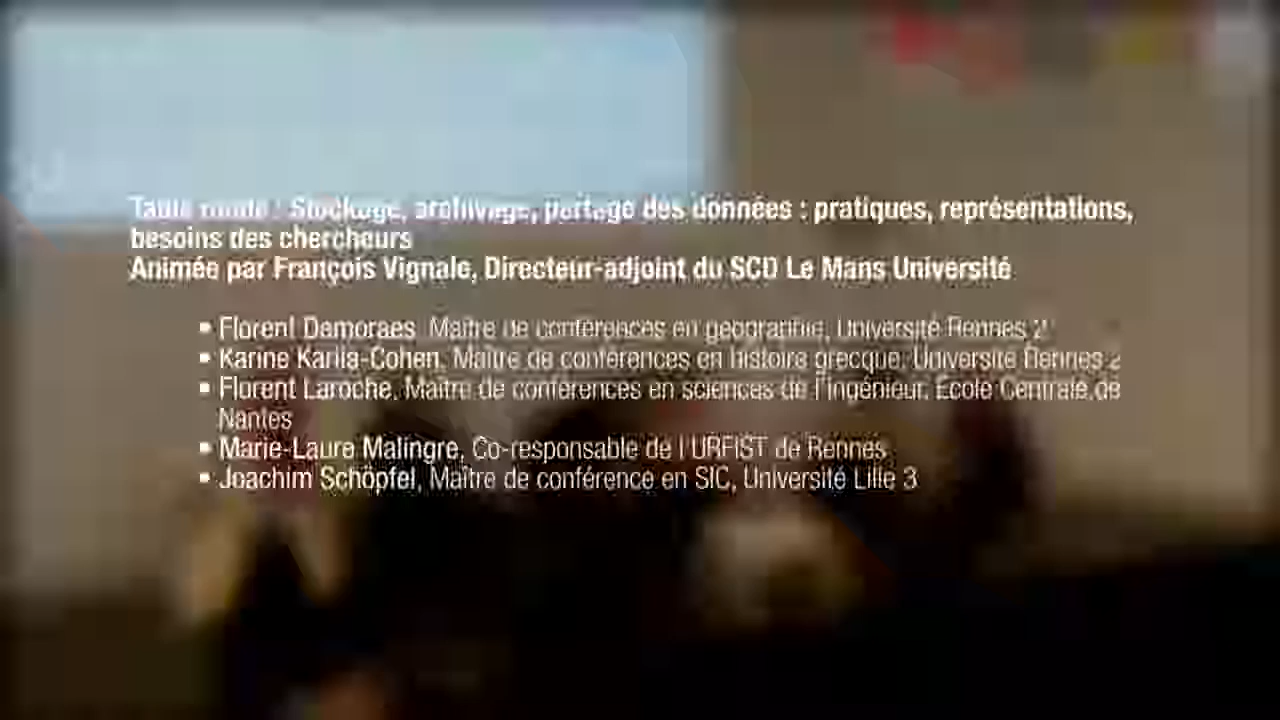 Table ronde : Stockage, archivage, partage des données : pratiques, représentations,
besoins des chercheurs
Animée par François Vignale, Directeur-adjoint du SCD Le Mans Université
▪ Florent Demoraes, Maître de conférences en géographie, Université Rennes 2
▪ Karine Karila-Cohen, Maître de conférences en histoire grecque, Université Rennes 2
▪ Florent Laroche, Maître de conférences en sciences de l'ingénieur, École Centrale de
Nantes
▪ Marie-Laure Malingre, Co-responsable de l'URFIST de Rennes
▪ Joachim Schöpfel, Maître de conférence en SIC, Université Lille 3